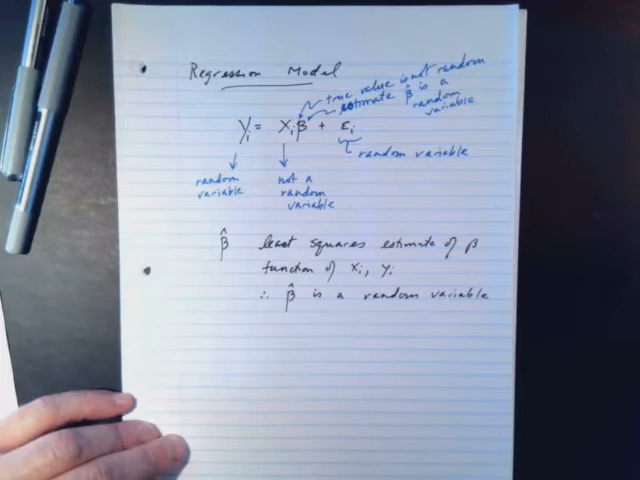 Regression Model
true value is not random
estimate β̂ is a
random
variable
Yi = Xiβ + εi
random variable
random
variable
not a
random
variable
β̂ least squares estimate of β
function of Xi, Yi
∴ β̂ is a random variable